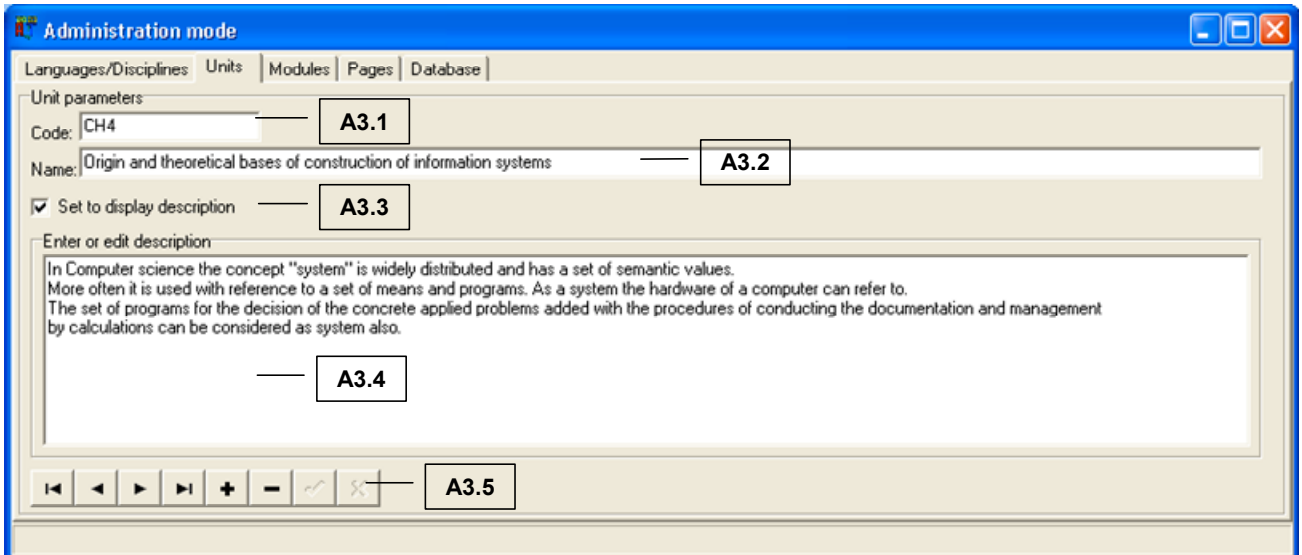 Administration mode
Languages/Disciplines Units Modules Pages Database
Unit parameters
Code: CH4 A3.1
Name: Origin and theoretical bases of construction of information systems A3.2
Set to display description A3.3
Enter or edit description
In Computer science the concept "system" is widely distributed and has a set of semantic values.
More often it is used with reference to a set of means and programs. As a system the hardware of a computer can refer to.
The set of programs for the decision of the concrete applied problems added with the procedures of conducting the documentation and management
by calculations can be considered as system also.
A3.4
A3.5